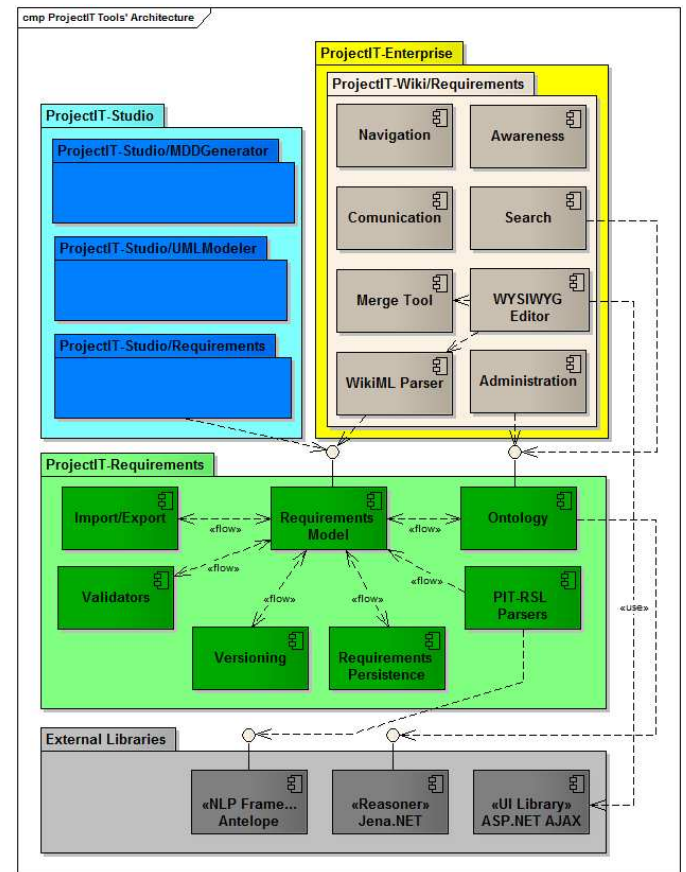 cmp ProjectIT Tools' Architecture
ProjectIT-Enterprise
ProjectIT-Wiki/Requirements
Navigation
Awareness
Comunication
Search
Merge Tool
WYSIWYG
Editor
WikiML Parser
Administration
ProjectIT-Studio
ProjectIT-Studio/MDDGenerator
ProjectIT-Studio/UMLModeler
ProjectIT-Studio/Requirements
ProjectIT-Requirements
Import/Export
«flow»
Requirements
Model
«flow»
Ontology
Validators
«flow»
«flow»
«flow»
«flow»
PIT-RSL
Parsers
Versioning
Requirements
Persistence
«use»
External Libraries
«NLP Frame...
Antelope
«Reasoner»
Jena.NET
«UI Library»
ASP.NET AJAX